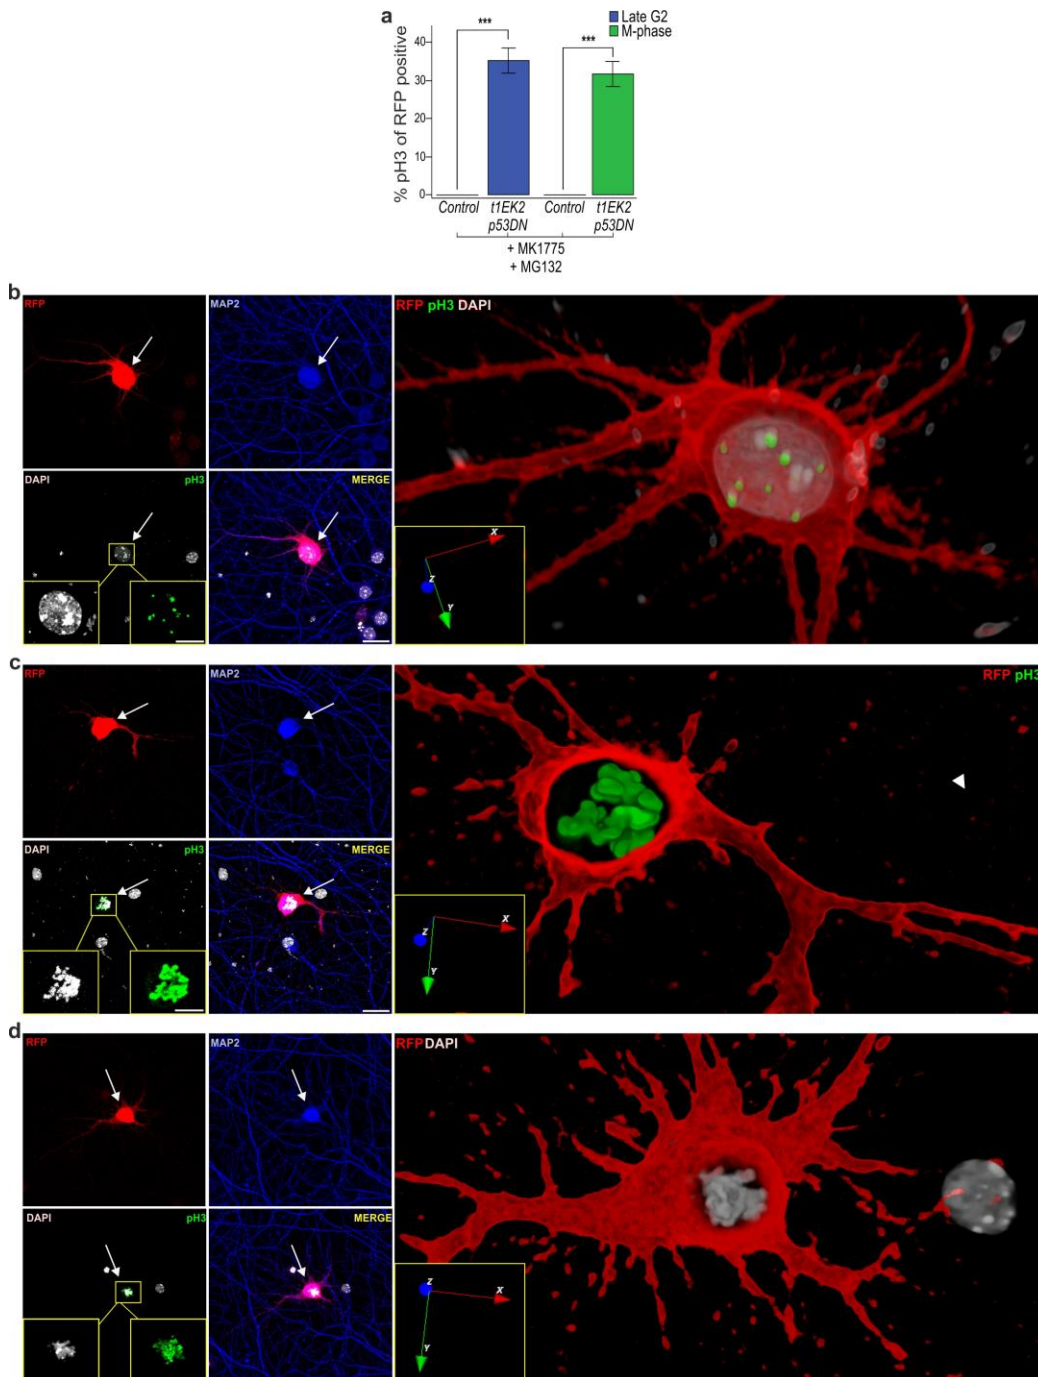 a
*** ***
Late G2
M-phase
% pH3 of RFP positive
40
30
20
10
0
Control t1EK2 Control t1EK2
p53DN p53DN
+ MK1775
+ MG132
b
RFP MAP2 RFP pH3 DAPI
DAPI pH3 MERGE
X
Z
Y
c
RFP MAP2 RFP pH3
DAPI pH3 MERGE
X
Z
Y
d
RFP MAP2 RFPDAPI
DAPI pH3 MERGE
Z
X
Y